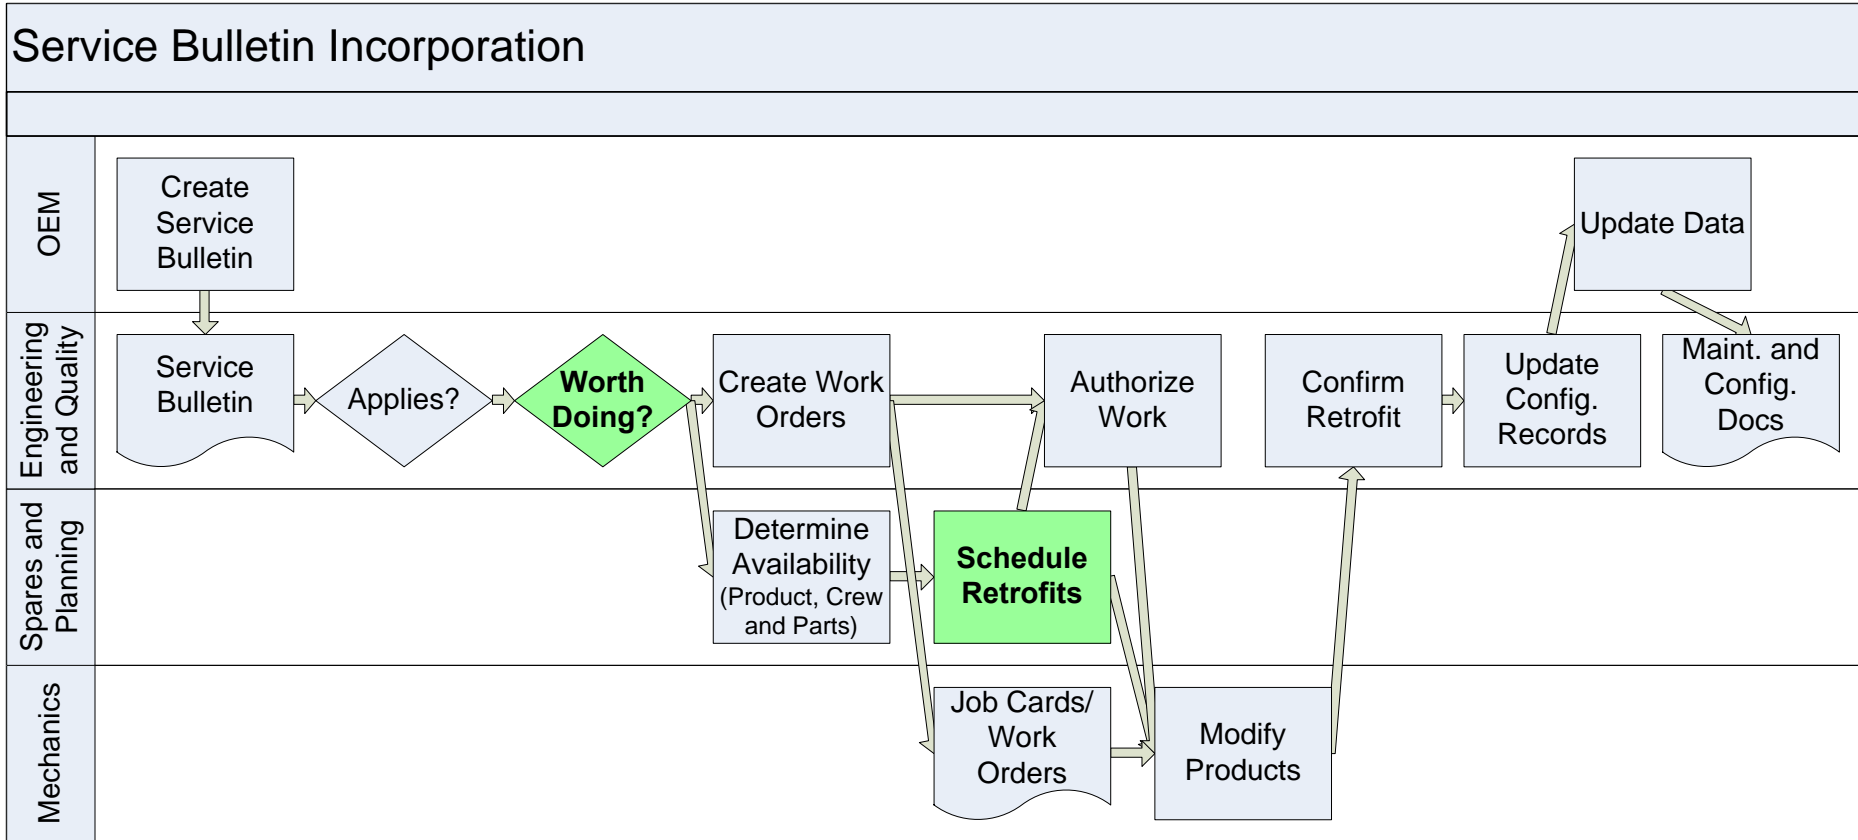 Service Bulletin Incorporation
OEM
Create
Service
Bulletin
Update Data
Engineering
and Quality
Service
Bulletin
Applies?
Worth
Doing?
Create Work
Orders
Authorize
Work
Confirm
Retrofit
Update
Config.
Records
Maint. and
Config.
Docs
Spares and
Planning
Determine
Availability
(Product, Crew
and Parts)
Schedule
Retrofits
Mechanics
Job Cards/
Work
Orders
Modify
Products